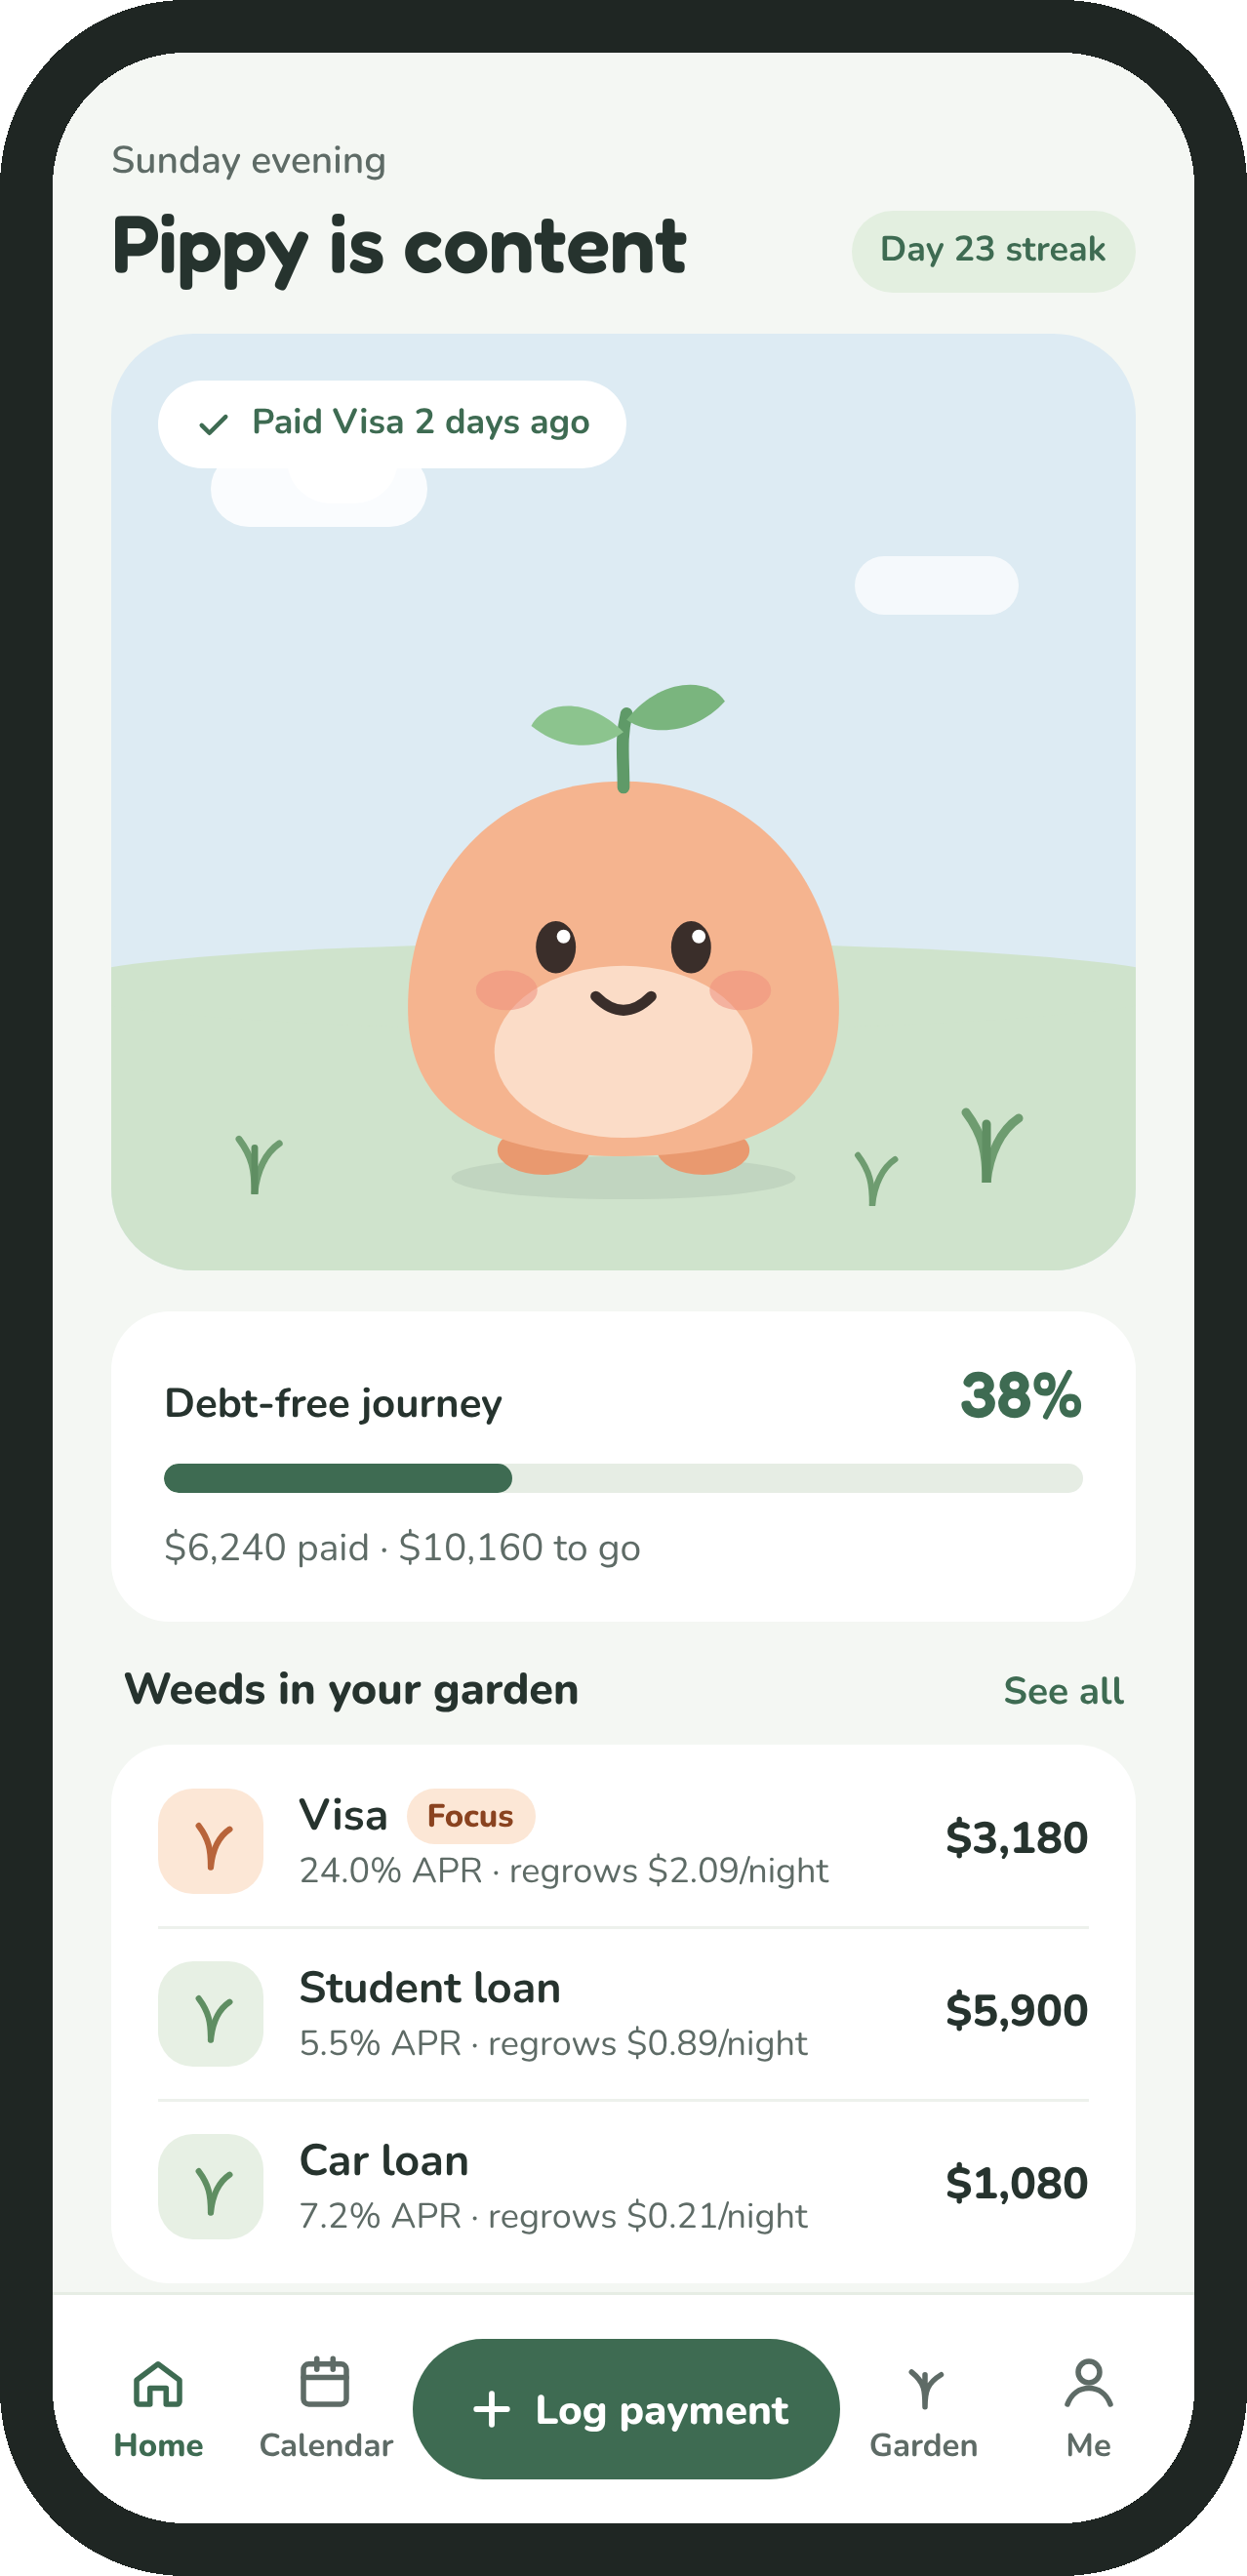 Sunday evening
Pippy is content
Day 23 streak
Paid Visa 2 days ago
Debt-free journey
38%
$6,240 paid · $10,160 to go
Weeds in your garden
See all
Visa Focus
24.0% APR · regrows $2.09/night
$3,180
Student loan
5.5% APR · regrows $0.89/night
$5,900
Car loan
7.2% APR · regrows $0.21/night
$1,080
Home
Calendar
+ Log payment
Garden
Me